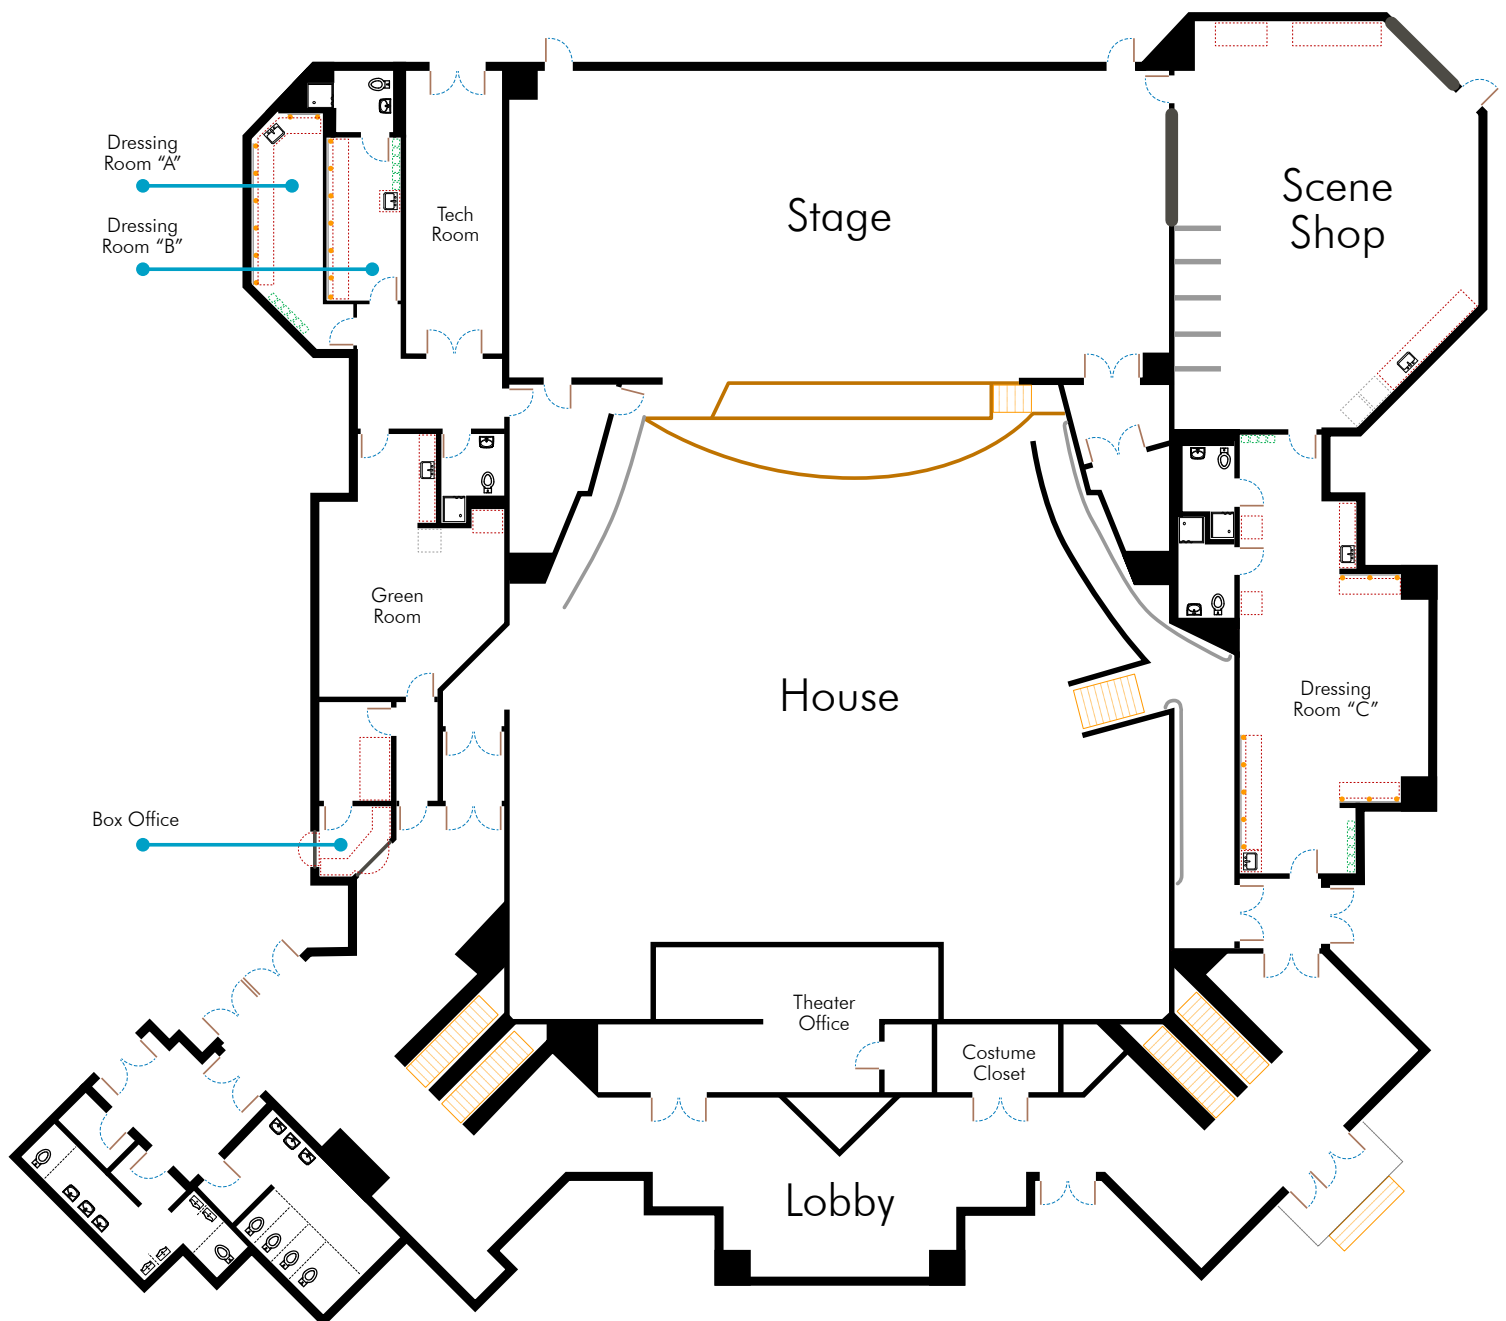 Dressing
Room “A”
Dressing
Room “B”
Tech
Room
Stage
Scene
Shop
Green
Room
House
Dressing
Room “C”
Box Office
Theater
Office
Costume
Closet
Lobby